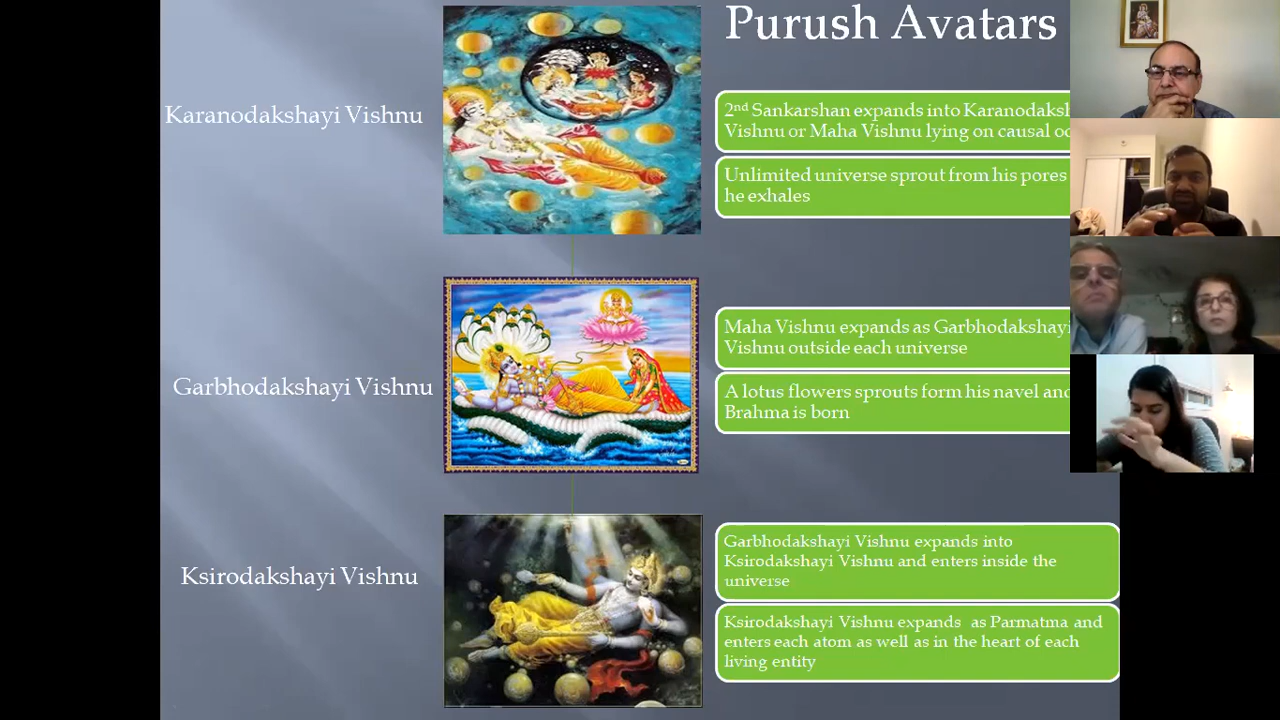 Purush Avatars
Karanodakshayi Vishnu
2nd Sankarshan expands into
Vishnu or Maha Vishnu lying on causal
Unlimited universe sprout from his pores
he exhales
Garbhodakshayi Vishnu
Maha Vishnu expands as Garbhodakshayi
Vishnu outside each universe
A lotus flowers sprouts form his navel and
Brahma is born
Ksirodakshayi Vishnu
Garbhodakshayi Vishnu expands into
Ksirodakshayi Vishnu and enters inside the
universe
Ksirodakshayi Vishnu expands as Parmatma and
enters each atom as well as in the heart of each
living entity